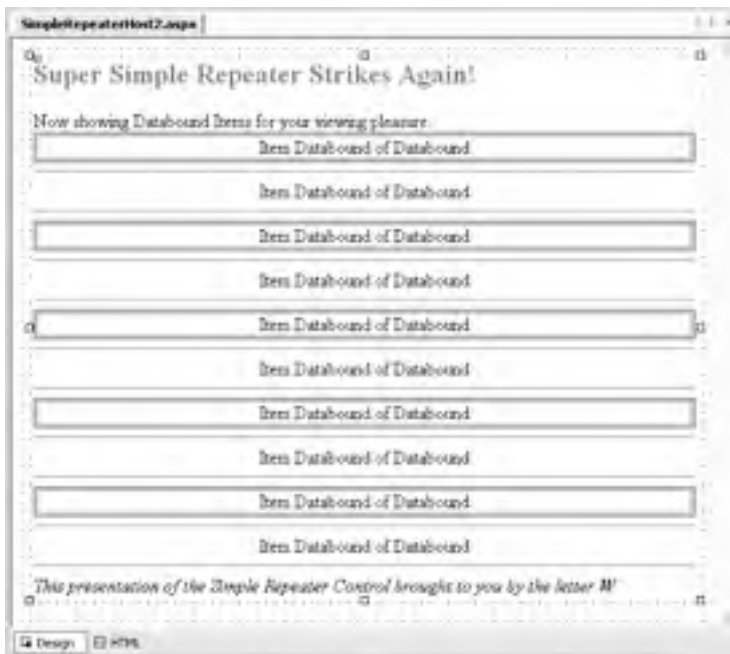 SimpleRepeaterHost2.aspx
Super Simple Repeater Strikes Again!
Now showing Databound Items for your viewing pleasure
Item Databound of Databound
Item Databound of Databound
Item Databound of Databound
Item Databound of Databound
Item Databound of Databound
Item Databound of Databound
Item Databound of Databound
Item Databound of Databound
Item Databound of Databound
Item Databound of Databound
This presentation of the Simple Repeater Control brought to you by the letter W
Design HTML